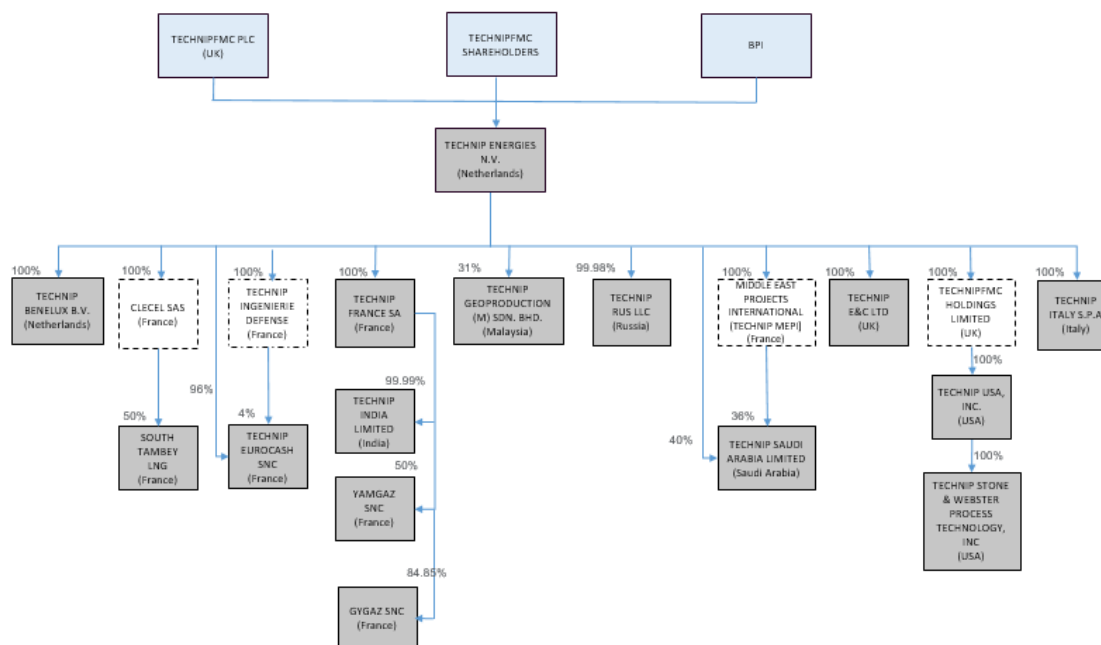 TECHNIPFMC PLC
(UK)
TECHNIPFMC
SHAREHOLDERS
BPI
TECHNIP ENERGIES
N.V.
(Netherlands)
100%
TECHNIP
BENELUX B.V.
(Netherlands)
100%
CLECEL SAS
(France)
100%
TECHNIP
INGENIERIE
DEFENSE
(France)
100%
TECHNIP
FRANCE SA
(France)
31%
TECHNIP
GEOPRODUCTION
(M) SDN. BHD.
(Malaysia)
99.98%
TECHNIP
RUS LLC
(Russia)
100%
MIDDLE EAST
PROJECTS
INTERNATIONAL
(TECHNIP MEPI)
(France)
100%
TECHNIP
E&C LTD
(UK)
100%
TECHNIPFMC
HOLDINGS
LIMITED
(UK)
100%
TECHNIP
ITALY S.P.A
(Italy)
50%
SOUTH
TAMBEY
LNG
(France)
96%
4%
TECHNIP
EUROCASH
SNC
(France)
99.99%
TECHNIP
INDIA
LIMITED
(India)
50%
YAMGAZ
SNC
(France)
84.85%
GYGAZ SNC
(France)
40%
36%
TECHNIP SAUDI
ARABIA LIMITED
(Saudi Arabia)
100%
TECHNIP USA,
INC.
(USA)
100%
TECHNIP STONE
& WEBSTER
PROCESS
TECHNOLOGY,
INC
(USA)